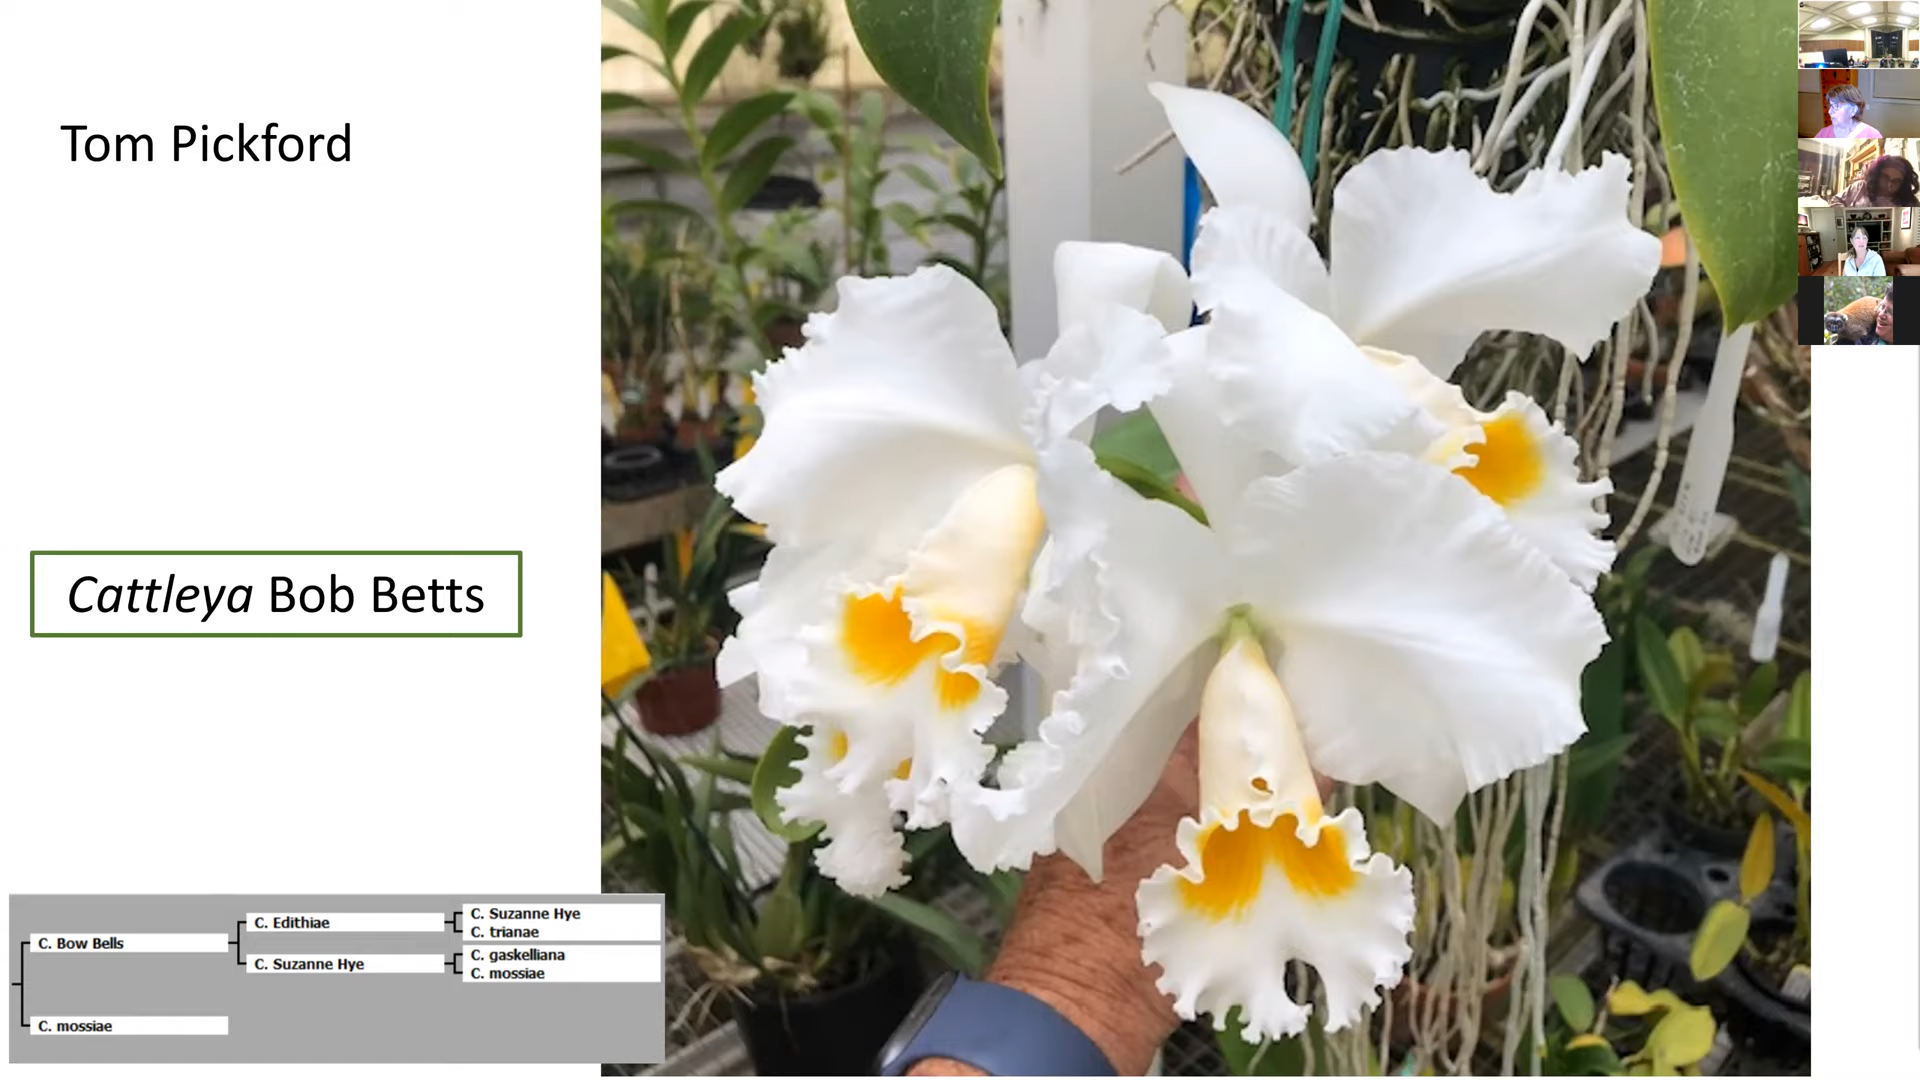 Tom Pickford
Cattleya Bob Betts
C. Bow Bells
C. Edithiae
C. Suzanne Hye
C. trianae
C. Suzanne Hye
C. gaskelliana
C. mossiae
C. mossiae